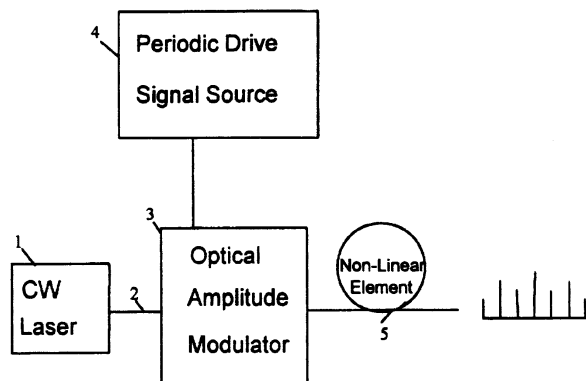 4
Periodic Drive
Signal Source
3
Optical
Amplitude
Modulator
1
CW
Laser
2
Non-Linear
Element
5